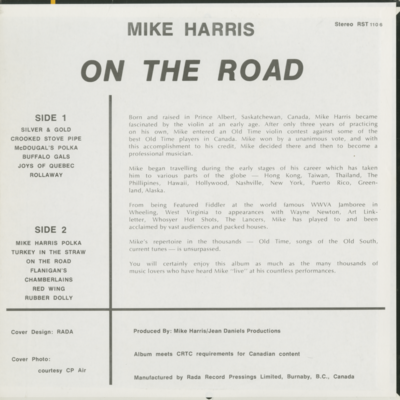 MIKE HARRIS
Stereo RST 1106
ON THE ROAD
SIDE 1
SILVER & GOLD
CROOKED STOVE PIPE
McDOUGAL'S POLKA
BUFFALO GALS
JOYS OF QUEBEC
ROLLAWAY
SIDE 2
MIKE HARRIS POLKA
TURKEY IN THE STRAW
ON THE ROAD
FLANIGAN'S
CHAMBERLAINS
RED WING
RUBBER DOLLY
Born and raised in Prince Albert, Saskatchewan, Canada, Mike Harris became
fascinated by the violin at an early age. After only three years of practicing
on his own, Mike entered an Old Time violin contest against some of the
best Old Time players in Canada. Mike won by a unanimous vote, and with
this accomplishment to his credit, Mike decided there and then to become a
professional musician.
Mike began travelling during the early stages of his career which has taken
him to various parts of the globe — Hong Kong, Taiwan, Thailand, The
Phillipines, Hawaii, Hollywood, Nashville, New York, Puerto Rico, Green-
land, Alaska.
From being Featured Fiddler at the world famous WWVA Jamboree in
Wheeling, West Virginia to appearances with Wayne Newton, Art Link-
letter, Whooper Hot Shots, The Lancers, Mike has played to and been
acclaimed by vast audiences and packed houses.
Mike's repertoire in the thousands — Old Time, songs of the Old South,
current tunes — is unsurpassed.
You will certainly enjoy this album as much as the many thousands of
music lovers who have heard Mike "live" at his countless performances.
Cover Design: RADA
Cover Photo:
courtesy CP Air
Produced By: Mike Harris/Jean Daniels Productions
Album meets CRTC requirements for Canadian content
Manufactured by Rada Record Pressings Limited, Burnaby, B.C., Canada